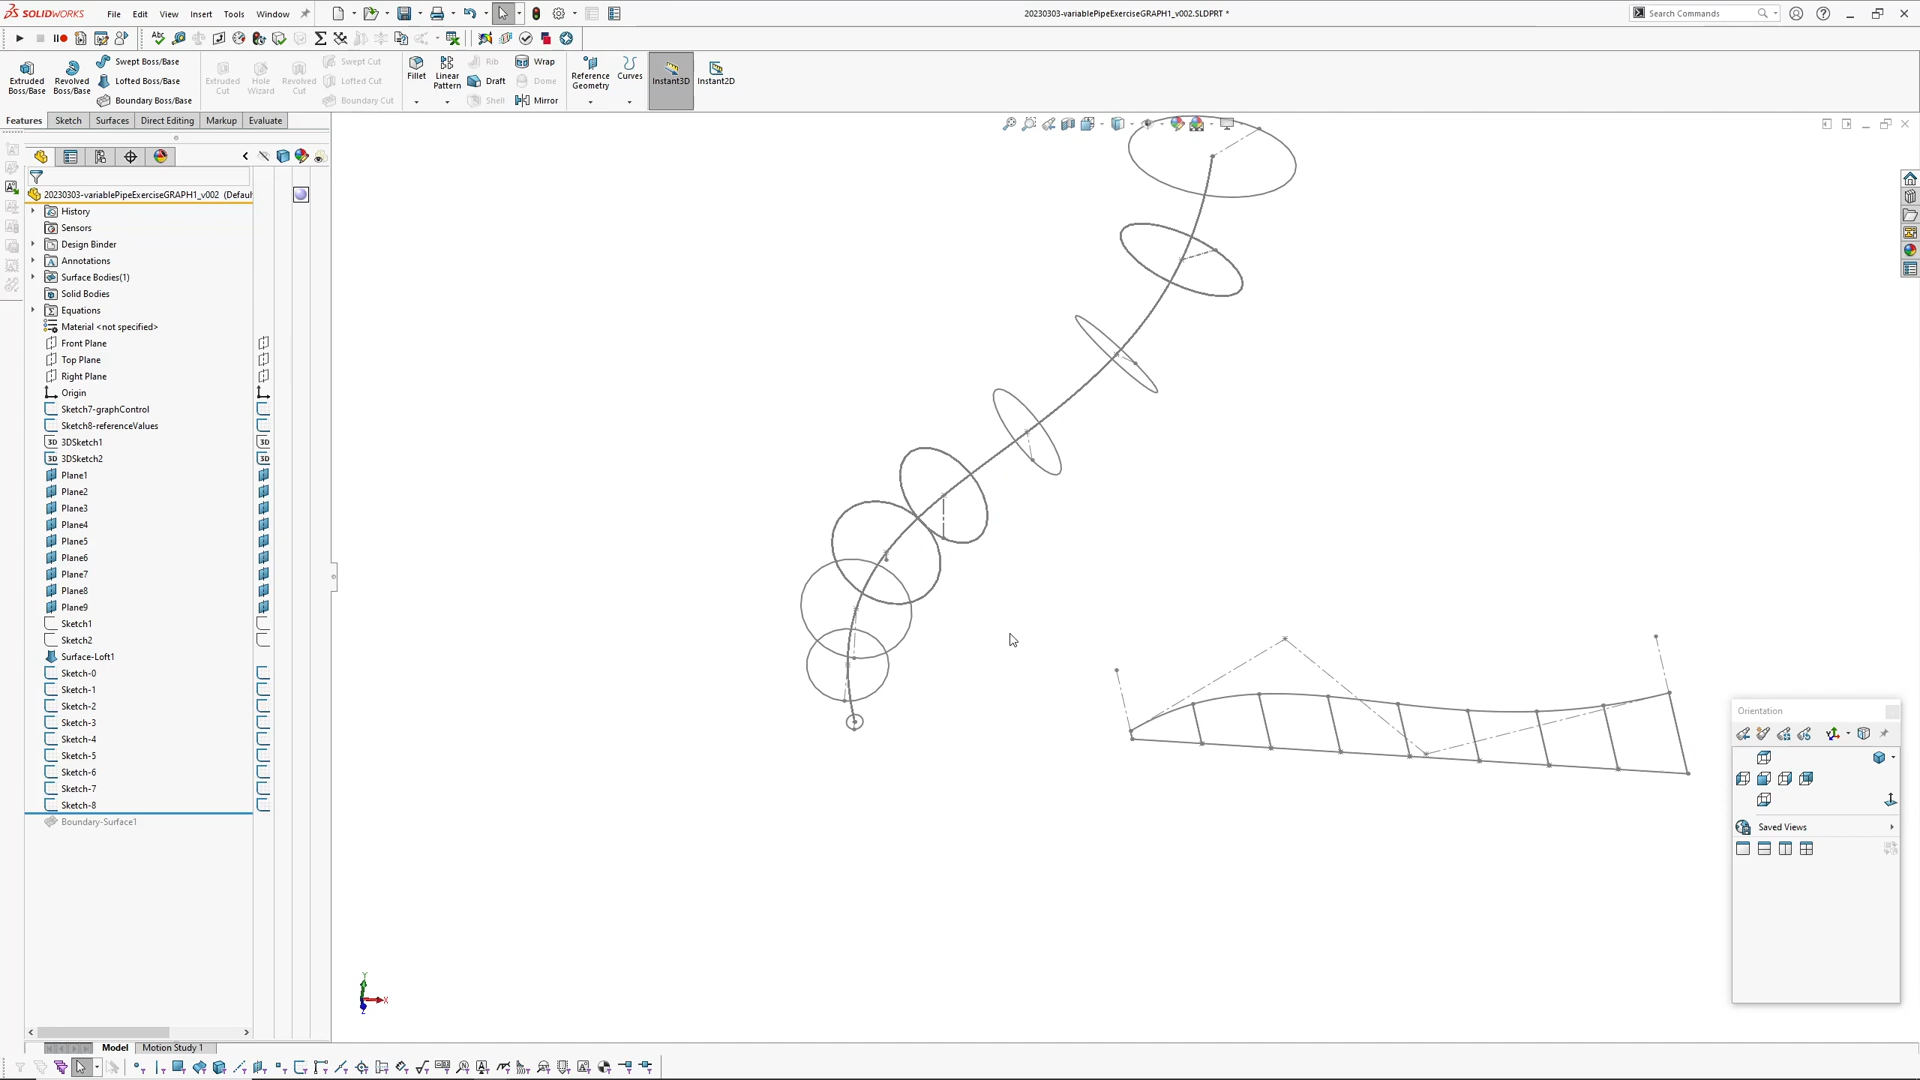 SOLIDWORKS File Edit View Insert Tools Window
20230303-variablePipeExerciseGRAPH1_v002.SLDPRT *
Search Commands
Extruded Boss/Base
Revolved Boss/Base
Swept Boss/Base
Lofted Boss/Base
Boundary Boss/Base
Extruded Cut
Hole Wizard
Revolved Cut
Swept Cut
Lofted Cut
Boundary Cut
Fillet
Linear Pattern
Rib
Draft
Shell
Wrap
Dome
Mirror
Reference Geometry
Curves
Instant3D
Instant2D
Features Sketch Surfaces Direct Editing Markup Evaluate
20230303-variablePipeExerciseGRAPH1_v002 (Defaul
History
Sensors
Design Binder
Annotations
Surface Bodies(1)
Solid Bodies
Equations
Material <not specified>
Front Plane
Top Plane
Right Plane
Origin
Sketch7-graphControl
Sketch8-referenceValues
3D 3DSketch1 3D
3D 3DSketch2 3D
Plane1
Plane2
Plane3
Plane4
Plane5
Plane6
Plane7
Plane8
Plane9
Sketch1
Sketch2
Surface-Loft1
Sketch-0
Sketch-1
Sketch-2
Sketch-3
Sketch-4
Sketch-5
Sketch-6
Sketch-7
Sketch-8
Boundary-Surface1
Orientation
Saved Views
Y
X
Z
Model Motion Study 1